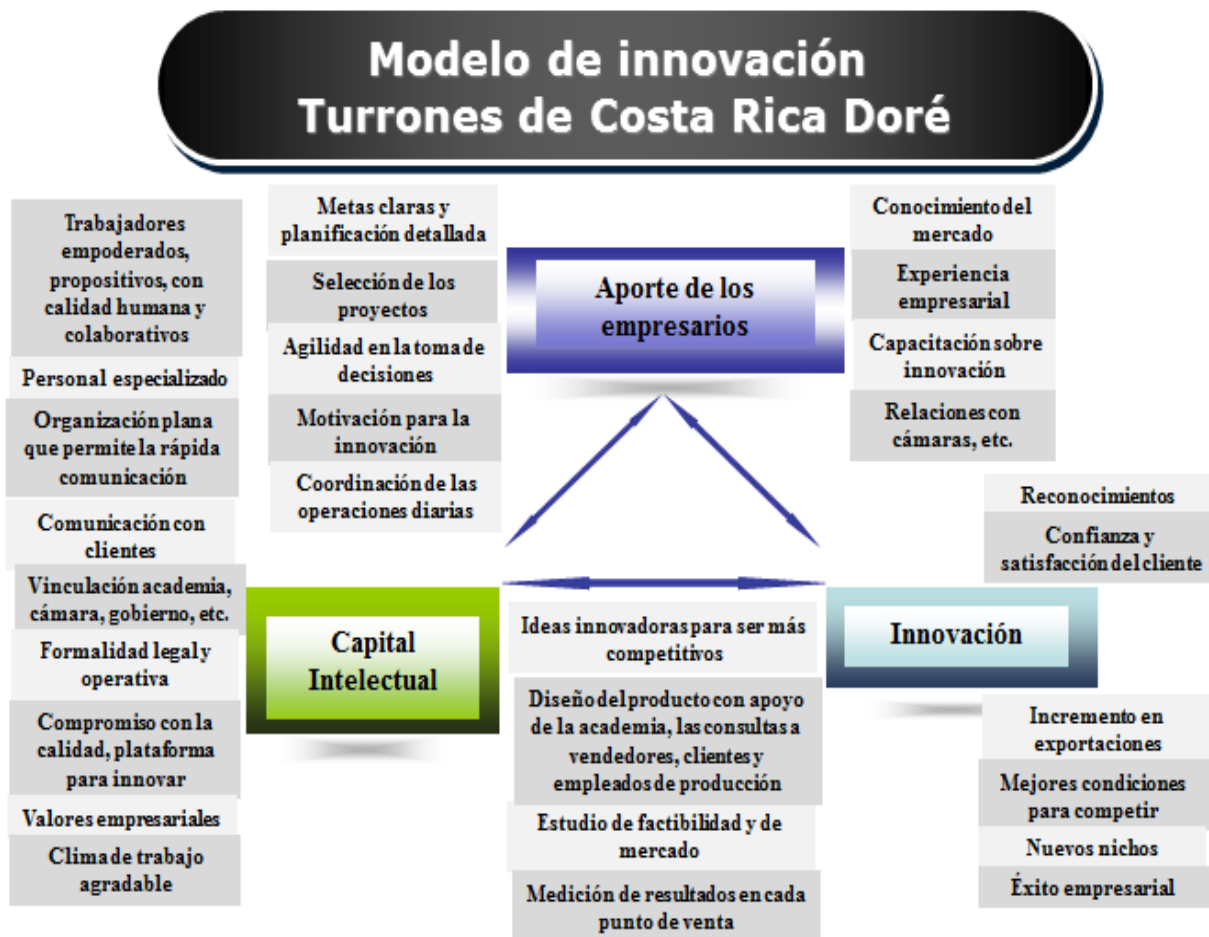 Modelo de innovación
Turrones de Costa Rica Doré
Trabajadores
empoderados,
propositivos, con
calidad humana y
colaborativos
Personal especializado
Organización plana
que permite la rápida
comunicación
Comunicación con
clientes
Vinculación academia,
cámara, gobierno, etc.
Formalidad legal y
operativa
Compromiso con la
calidad, plataforma
para innovar
Valores empresariales
Clima de trabajo
agradable
Metas claras y
planificación detallada
Selección de los
proyectos
Agilidad en la toma de
decisiones
Motivación para la
innovación
Coordinación de las
operaciones diarias
Aporte de los
empresarios
Conocimiento del
mercado
Experiencia
empresarial
Capacitación sobre
innovación
Relaciones con
cámaras, etc.
Capital
Intelectual
Ideas innovadoras para ser más
competitivos
Diseño del producto con apoyo
de la academia, las consultas a
vendedores, clientes y
empleados de producción
Estudio de factibilidad y de
mercado
Medición de resultados en cada
punto de venta
Reconocimientos
Confianza y
satisfacción del cliente
Innovación
Incremento en
exportaciones
Mejores condiciones
para competir
Nuevos nichos
Éxito empresarial